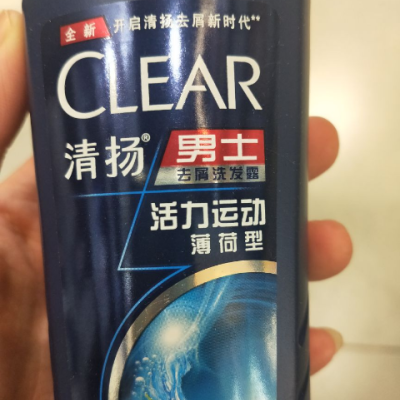 全新 开启清扬去屑新时代**
CLEAR
清扬® 男士
去屑洗发露
活力运动
薄荷型